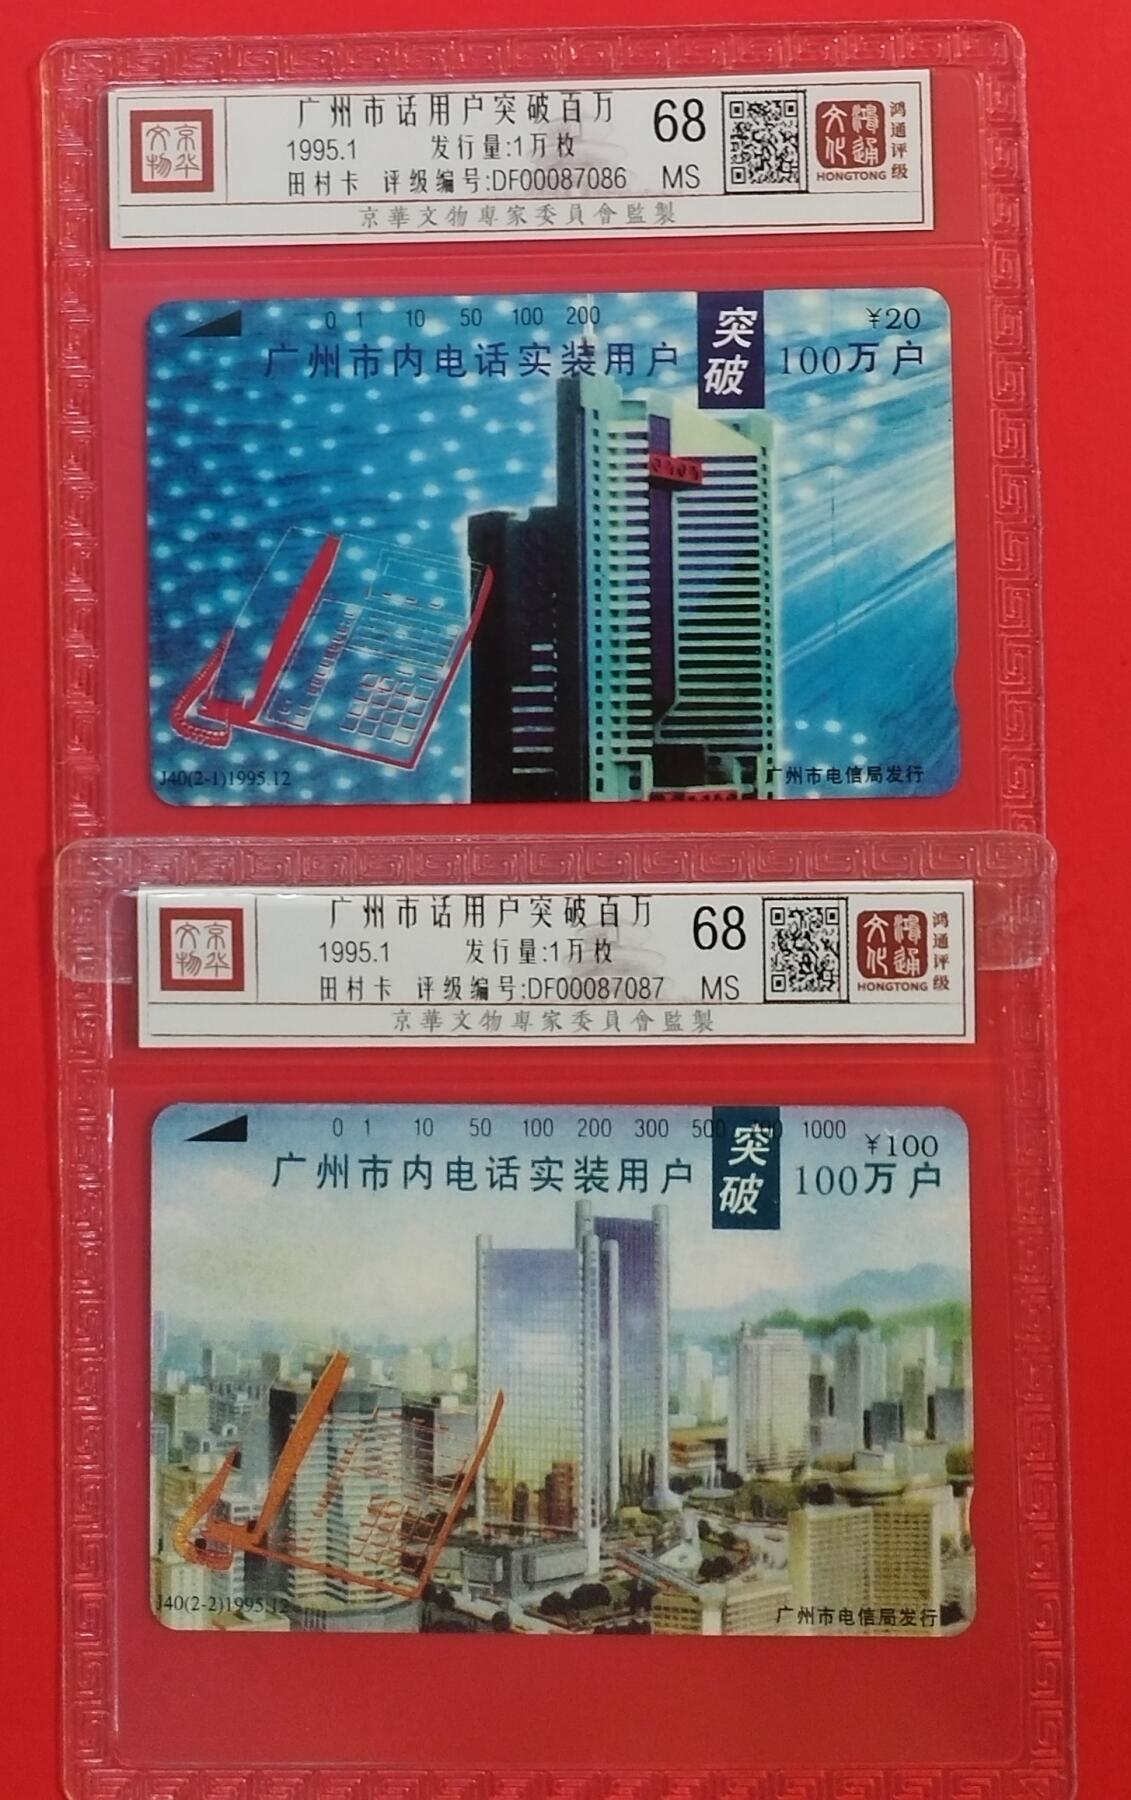 京华文物
广州市话用户突破百万
68
1995.1 发行量:1万枚
田村卡 评级编号:DF00087086 MS
京華文物專家委員會監製
鸿通文化
HONGTONG
鸿通评级
0 1 10 50 100 200
突破
¥20
广州市内电话实装用户
100万户
J40(2-1)1995.12
广州市电信局发行
京华文物
广州市话用户突破百万
68
1995.1 发行量:1万枚
田村卡 评级编号:DF00087087 MS
京華文物專家委員會監製
鸿通文化
HONGTONG
鸿通评级
0 1 10 50 100 200 300 500 1000
突破
¥100
广州市内电话实装用户
100万户
J40(2-2)1995.12
广州市电信局发行